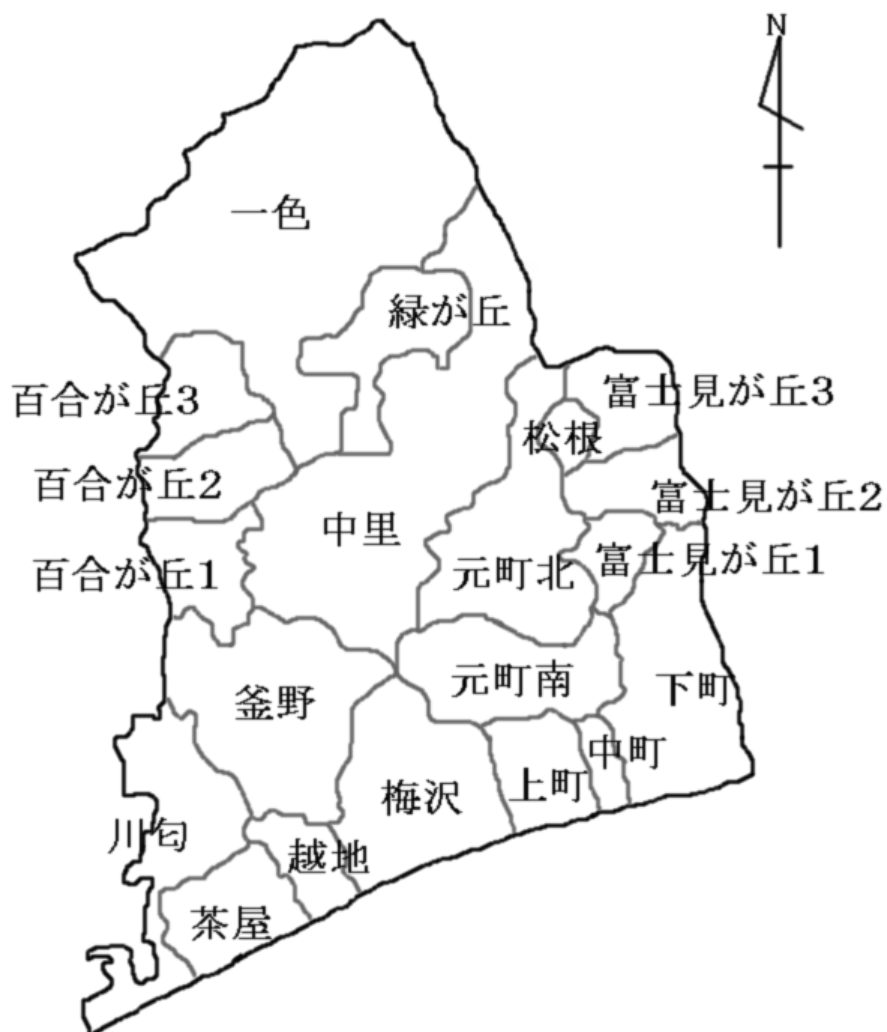 N
一色
緑が丘
百合が丘3
富士見が丘3
松根
百合が丘2
富士見が丘2
中里
百合が丘1
元町北
富士見が丘1
元町南
下町
釜野
中町
上町
梅沢
川匂
越地
茶屋